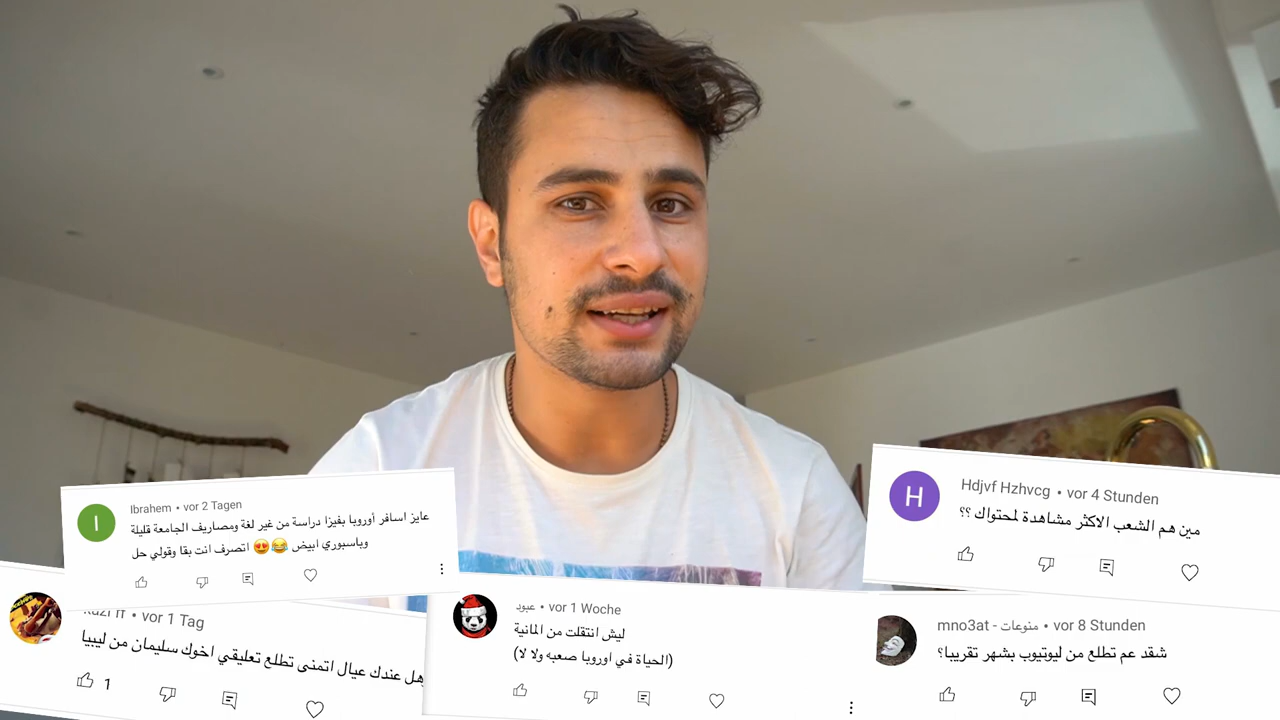 Ibrahem • vor 2 Tagen
عايز اسافر أوروبا بفيزا دراسة من غير لغة ومصاريف الجامعة قليلة
وباسبوري ابيض 😂😍 اتصرف انت بقا وقولي حل
I
Hdjvf Hzhvcg • vor 4 Stunden
مين هم الشعب الاكثر مشاهدة لمحتواك ؟؟
H
• vor 1 Tag
هل عندك عيال اتمنى تطلع تعليقي اخوك سليمان من ليبيا
1
عبود • vor 1 Woche
ليش انتقلت من المانية
(الحياة في اوروبا صعبه ولا لا)
mno3at - منوعات • vor 8 Stunden
شقد عم تطلع من ليوتيوب بشهر تقريبا؟